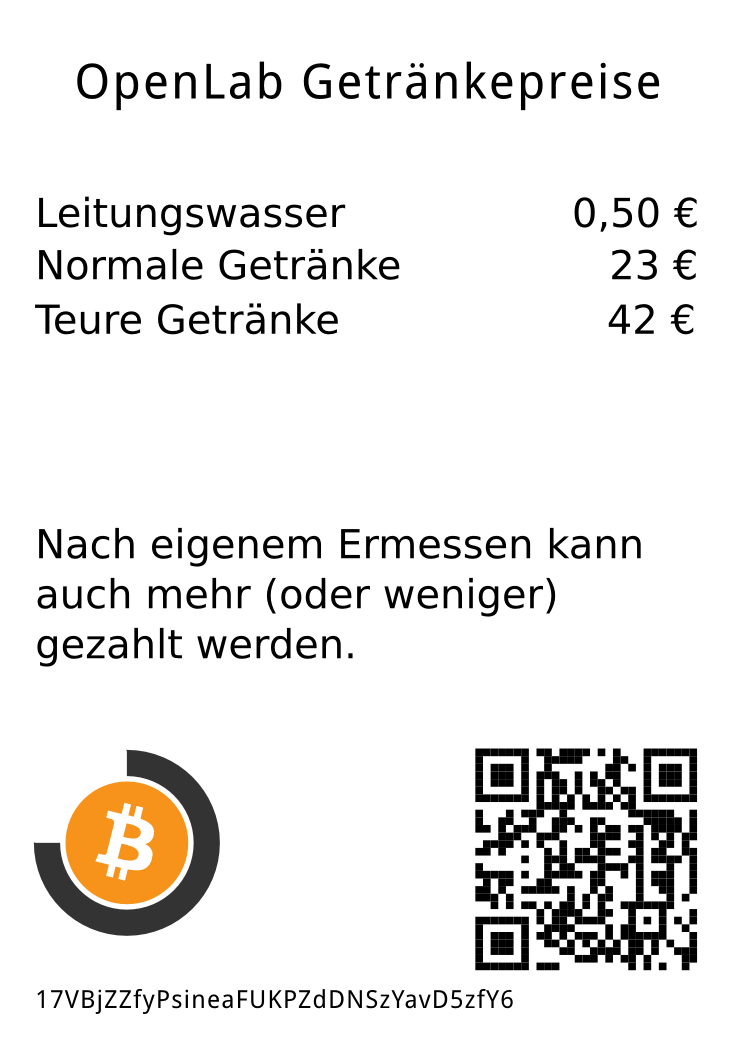 OpenLab Getränkepreise
Leitungswasser 0,50 €
Normale Getränke 23 €
Teure Getränke 42 €
Nach eigenem Ermessen kann
auch mehr (oder weniger)
gezahlt werden.
17VBjZZfyPsineaFUKPZdDNSzYavD5zfY6